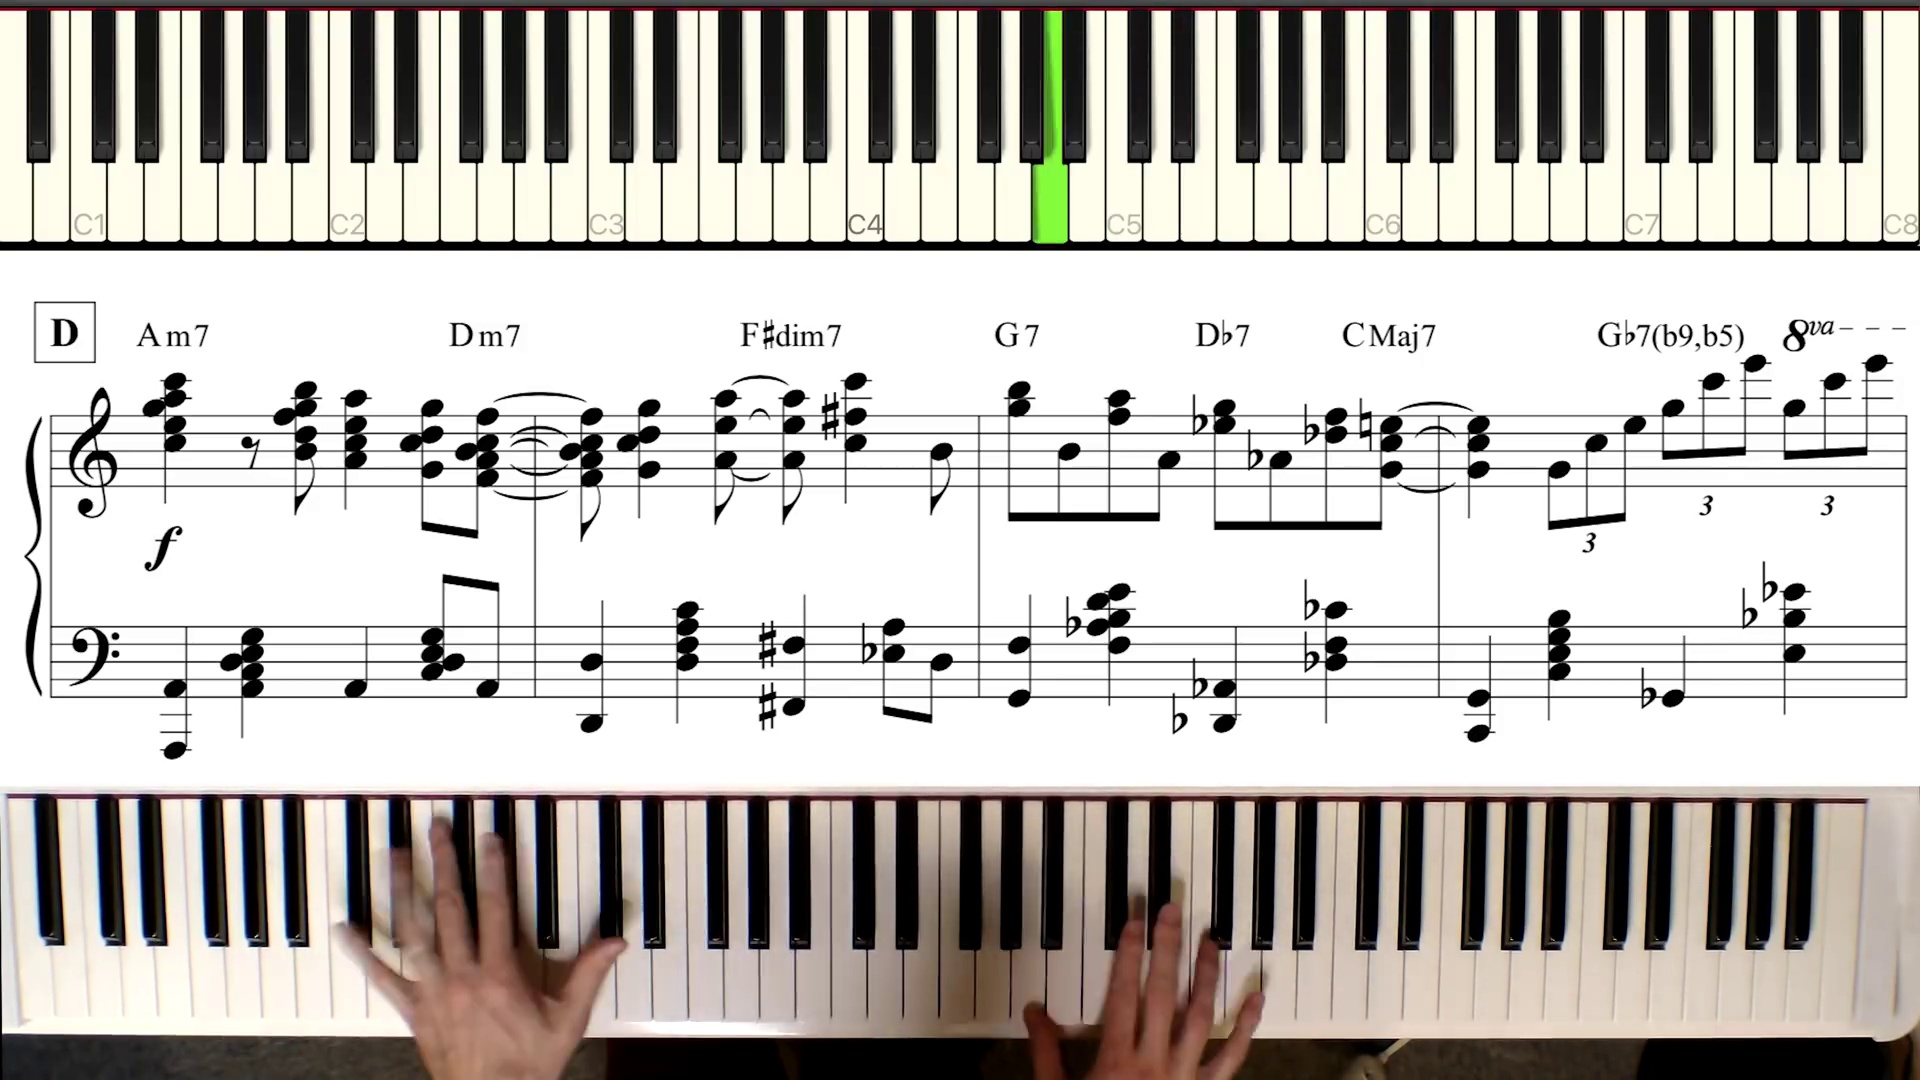 C1 C2 C3 C4 C5 C6 C7 C8
D Am7 Dm7 F♯dim7 G7 D♭7 CMaj7 G♭7(b9,b5) 8va
3 3
f 3